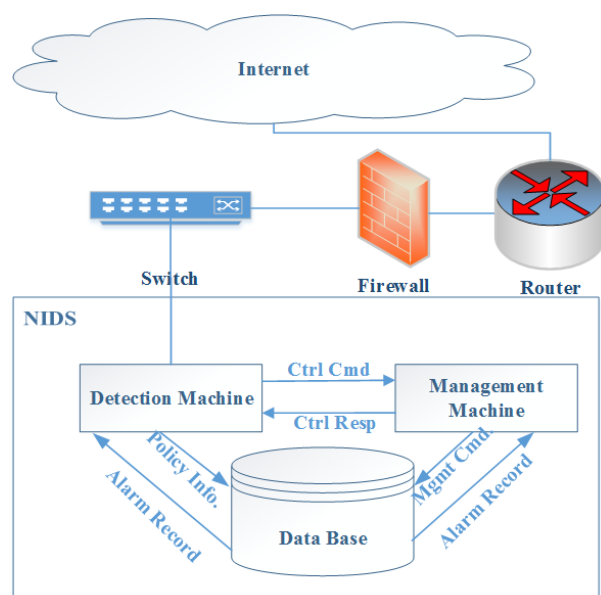 Internet
Switch
Firewall
Router
NIDS
Detection Machine
Ctrl Cmd
Ctrl Resp
Management
Machine
Policy Info.
Alarm Record
Mgmt Cmd.
Alarm Record
Data Base